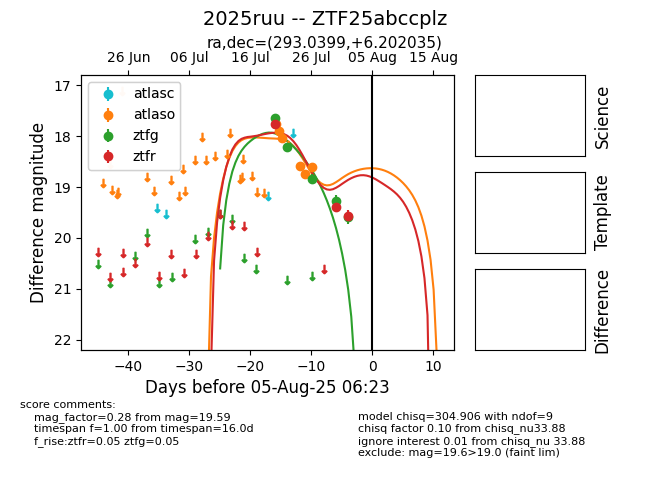 2025ruu -- ZTF25abccplz
ra,dec=(293.0399,+6.202035)
26 Jun 06 Jul 16 Jul 26 Jul 05 Aug 15 Aug
atlasc
atlaso
ztfg
ztfr
17
18
19
20
21
22
Difference magnitude
−40 −30 −20 −10 0 10
Days before 05-Aug-25 06:23
Science
Template
Difference
score comments:
mag_factor=0.28 from mag=19.59
timespan f=1.00 from timespan=16.0d
f_rise:ztfr=0.05 ztfg=0.05
model chisq=304.906 with ndof=9
chisq factor 0.10 from chisq_nu33.88
ignore interest 0.01 from chisq_nu 33.88
exclude: mag=19.6>19.0 (faint lim)